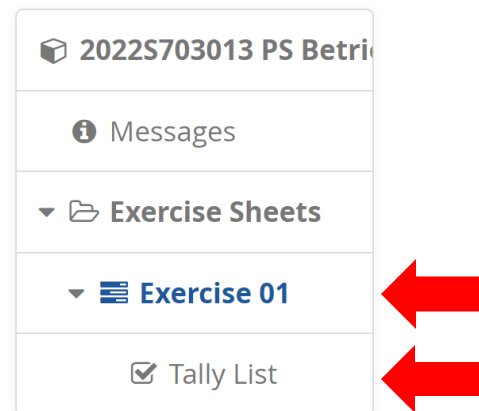 2022S703013 PS Betri
Messages
Exercise Sheets
Exercise 01
Tally List